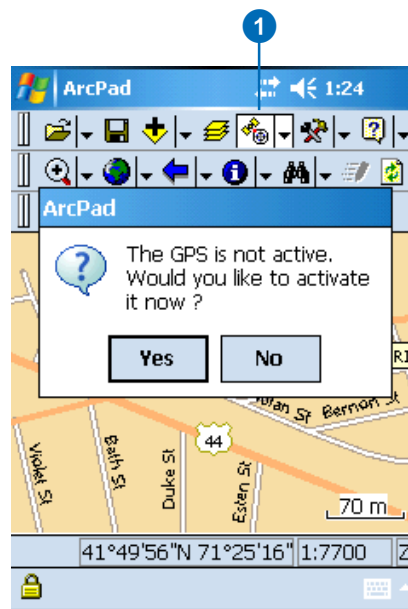 1
ArcPad 1:24
ArcPad
The GPS is not active.
Would you like to activate
it now ?
Yes No
Bernon
44
Violet St
Bath St
Duke St
Esten St
70 m
41°49'56"N 71°25'16" 1:7700 Z